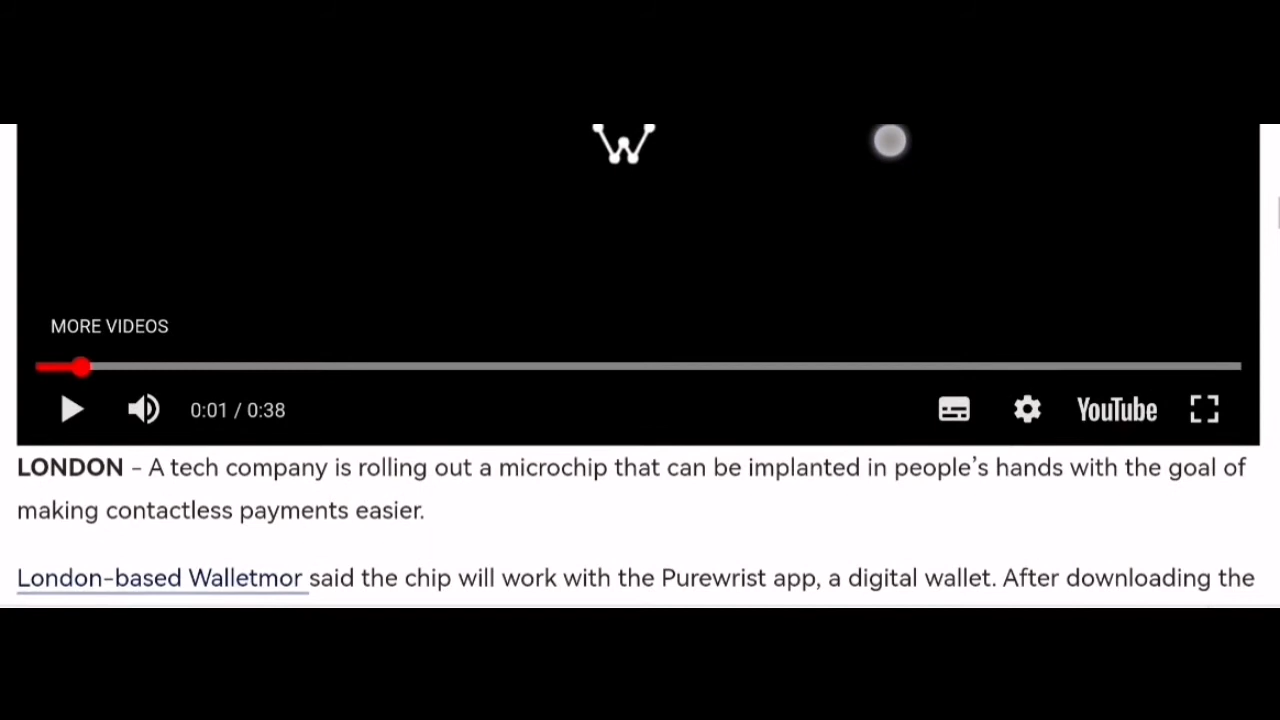 W
MORE VIDEOS
0:01 / 0:38
YouTube
LONDON – A tech company is rolling out a microchip that can be implanted in people’s hands with the goal of
making contactless payments easier.
London-based Walletmor said the chip will work with the Purewrist app, a digital wallet. After downloading the